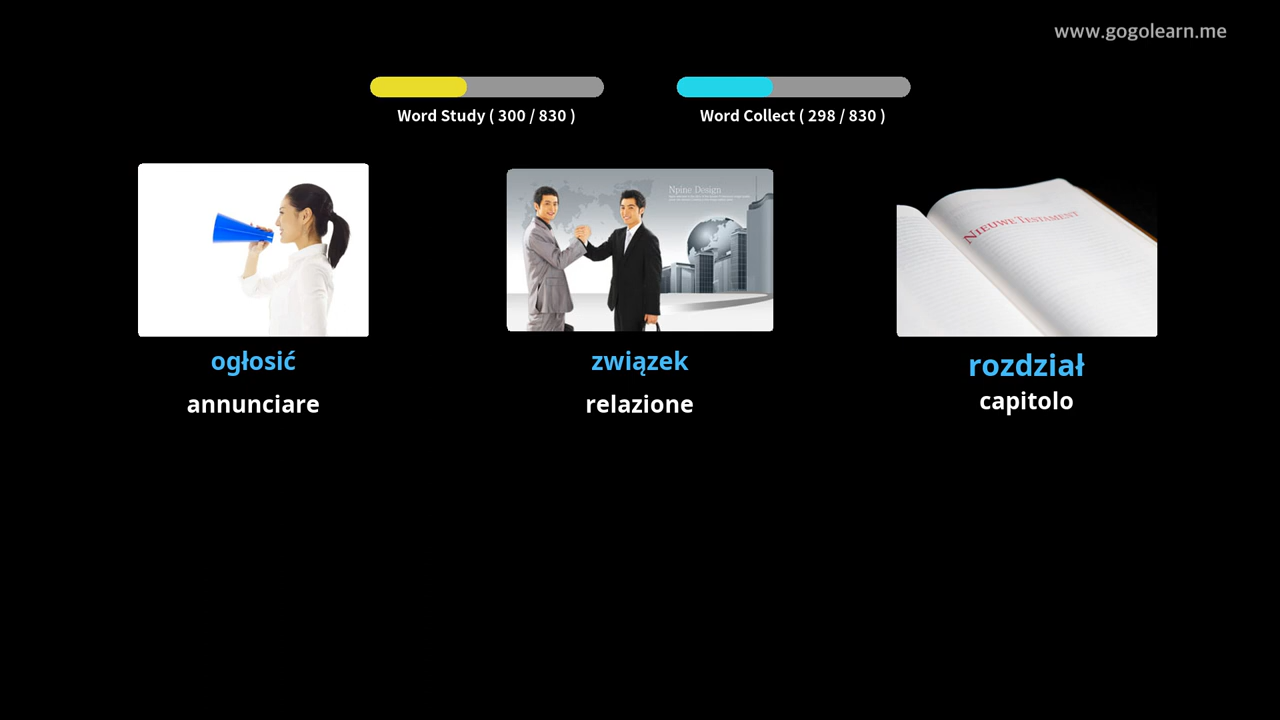 www.gogolearn.me
Word Study ( 300 / 830 )
Word Collect ( 298 / 830 )
Npine Design
NIEUWE TESTAMENT
ogłosić
związek
rozdział
annunciare
relazione
capitolo